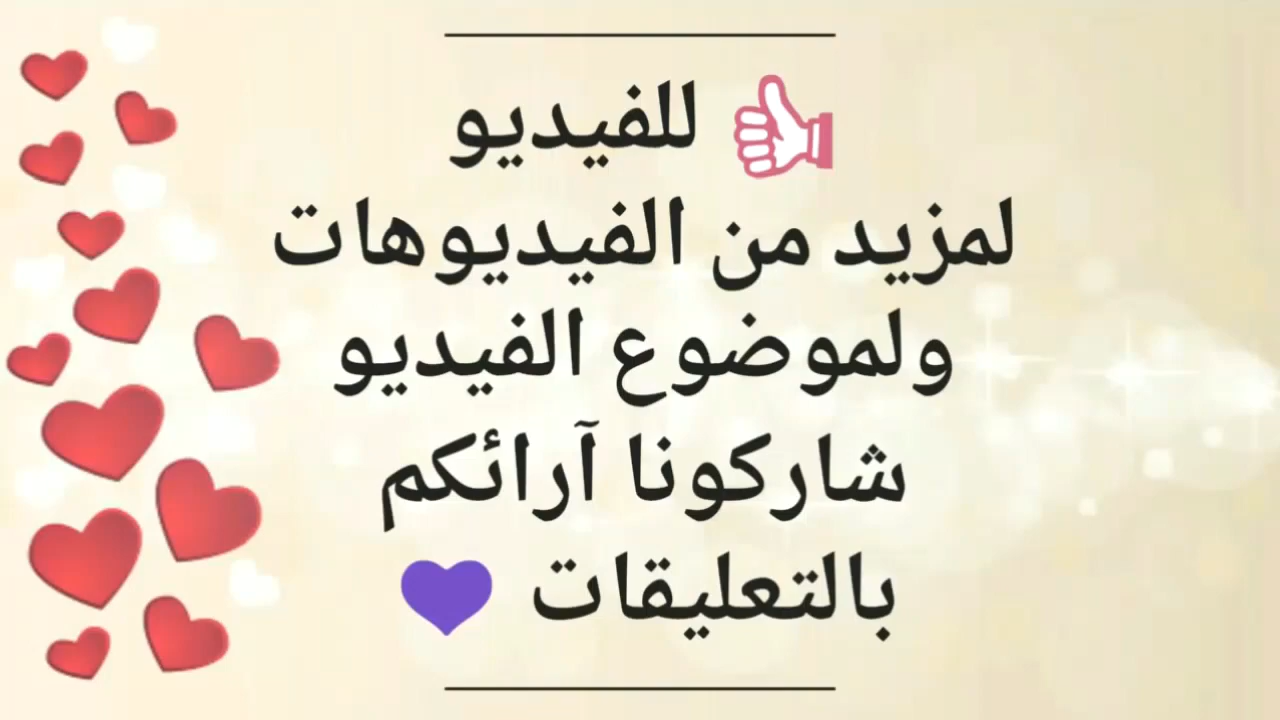 👍 للفيديو
لمزيد من الفيديوهات
ولموضوع الفيديو
شاركونا آرائكم
بالتعليقات 💜